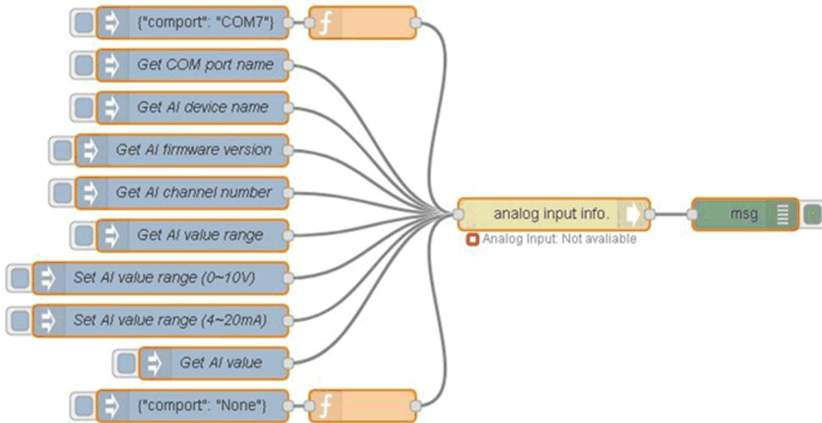 {"comport": "COM7"}
Get COM port name
Get AI device name
Get AI firmware version
Get AI channel number
Get AI value range
Set AI value range (0~10V)
Set AI value range (4~20mA)
Get AI value
{"comport": "None"}
analog input info.
Analog Input: Not avaliable
msg